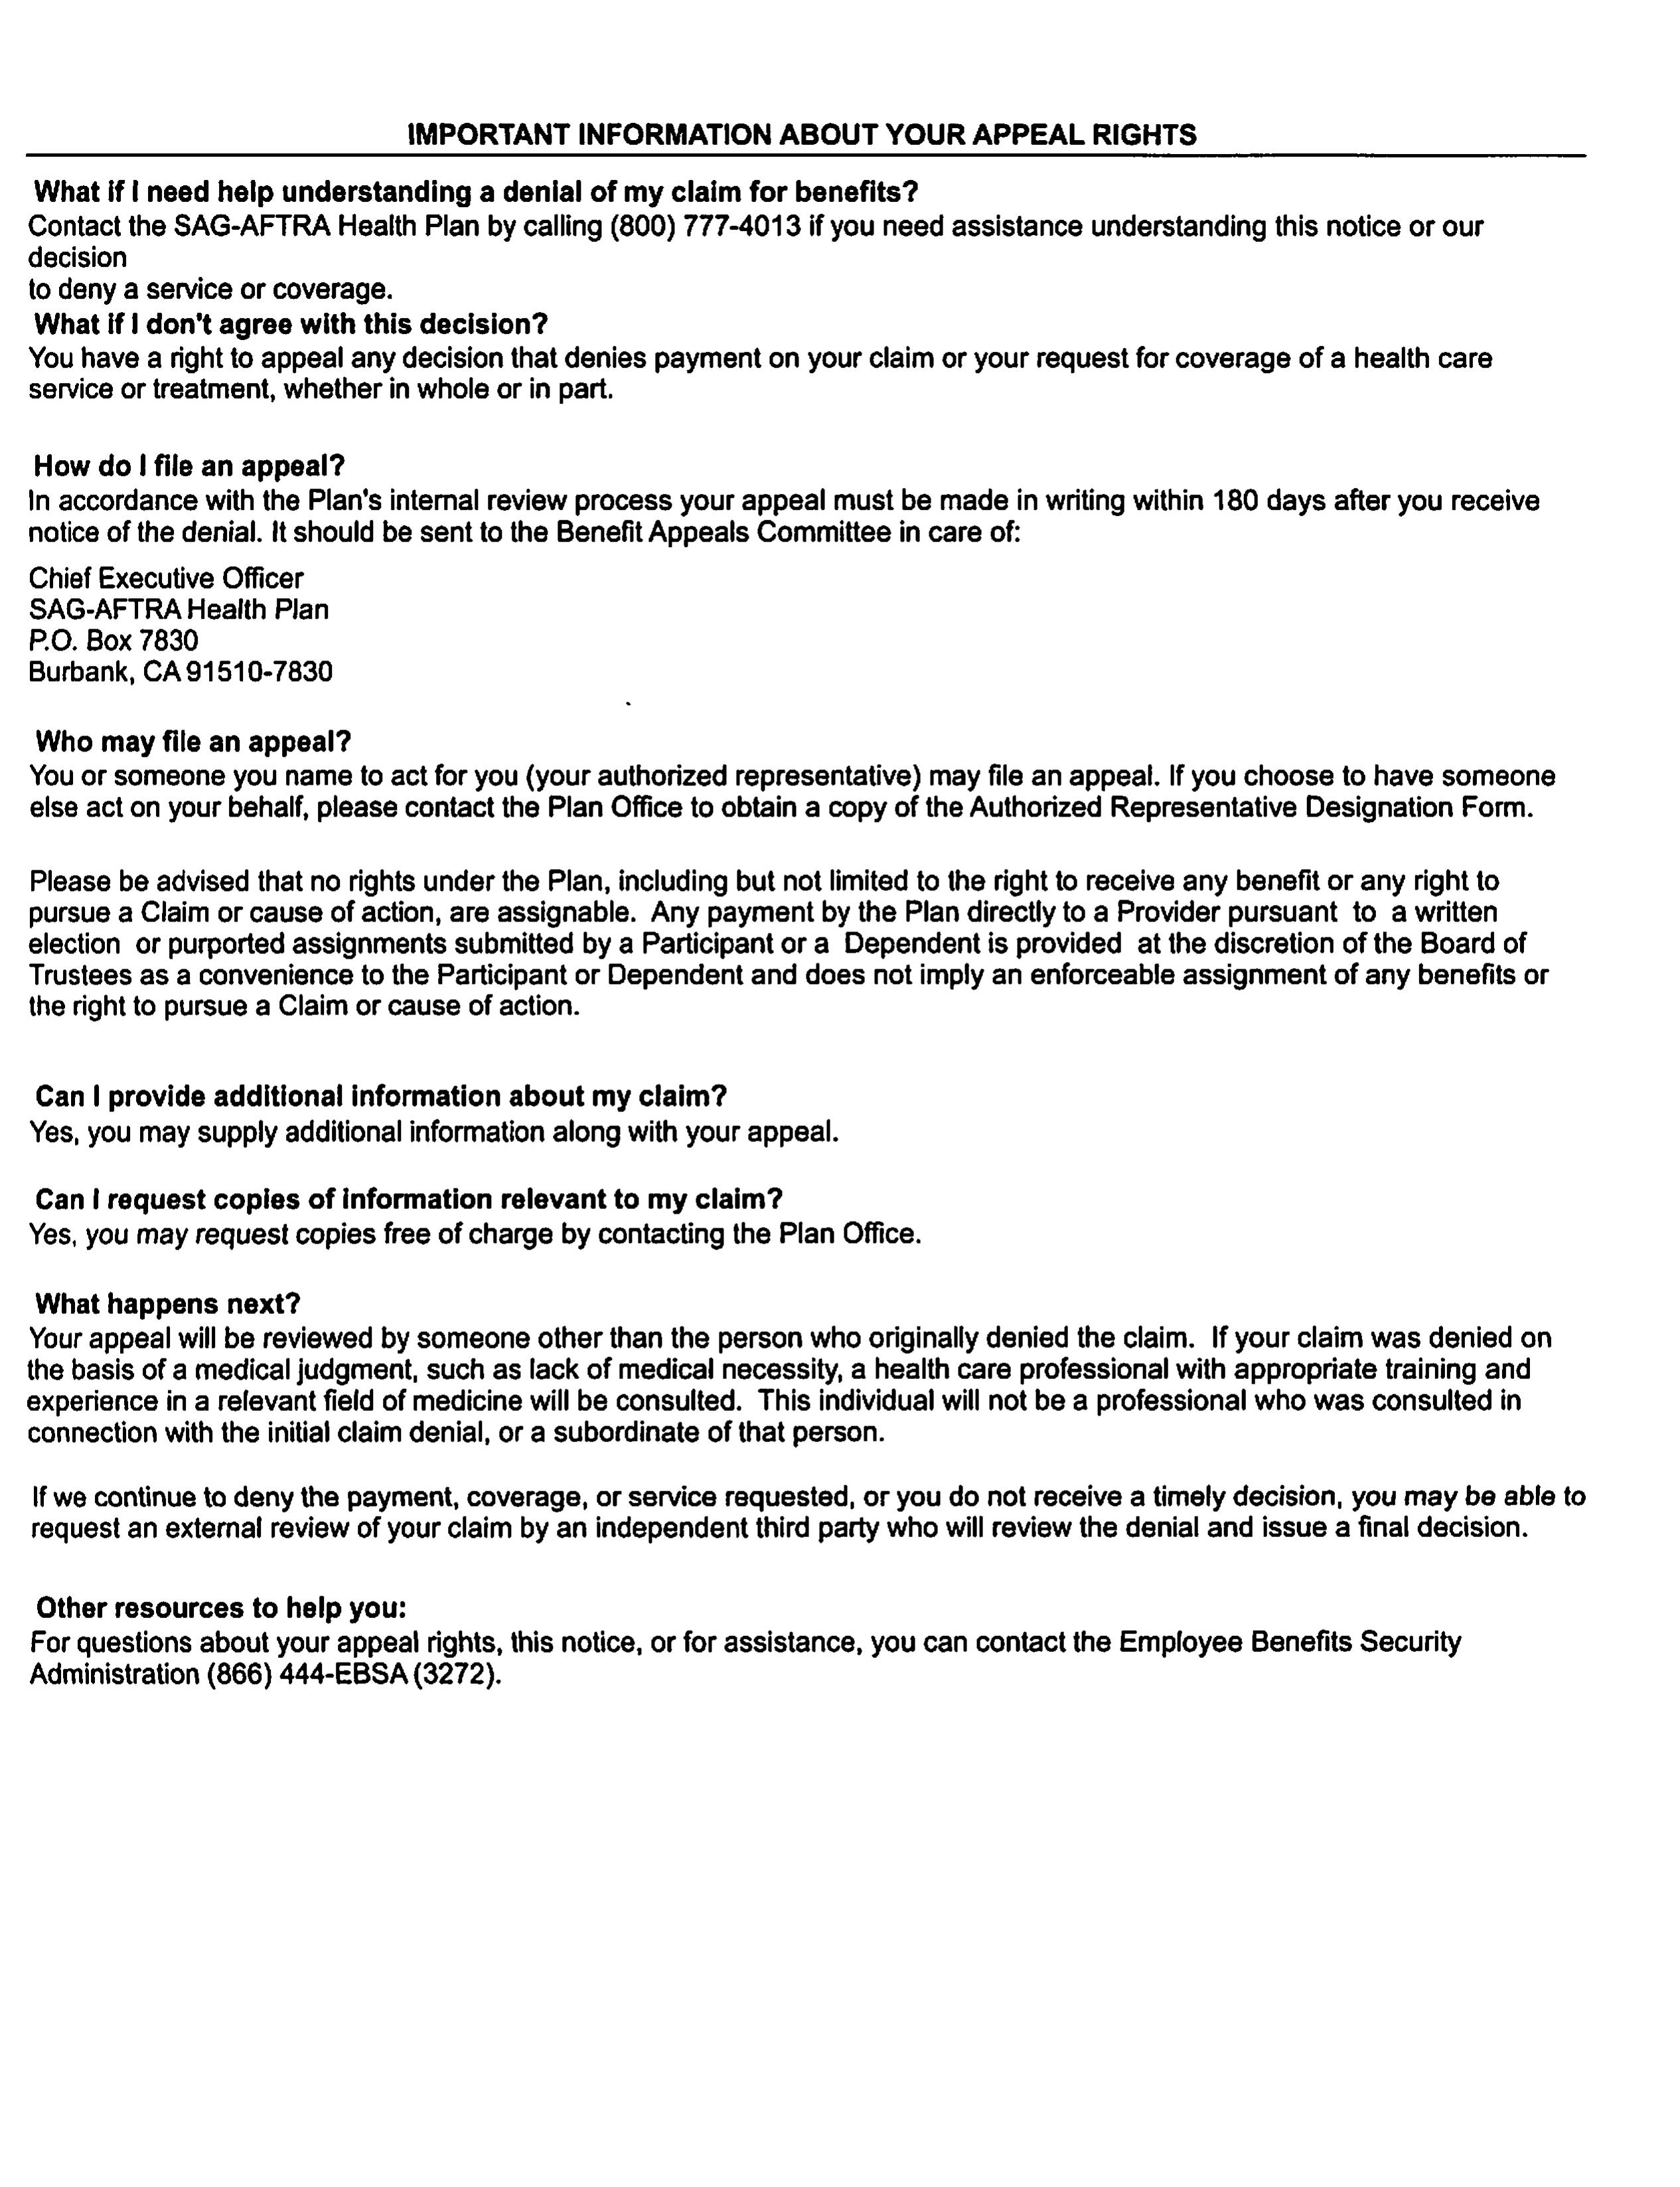 IMPORTANT INFORMATION ABOUT YOUR APPEAL RIGHTS
What if I need help understanding a denial of my claim for benefits?
Contact the SAG-AFTRA Health Plan by calling (800) 777-4013 if you need assistance understanding this notice or our
decision
to deny a service or coverage.
What if I don't agree with this decision?
You have a right to appeal any decision that denies payment on your claim or your request for coverage of a health care
service or treatment, whether in whole or in part.
How do I file an appeal?
In accordance with the Plan's internal review process your appeal must be made in writing within 180 days after you receive
notice of the denial. It should be sent to the Benefit Appeals Committee in care of:
Chief Executive Officer
SAG-AFTRA Health Plan
P.O. Box 7830
Burbank, CA 91510-7830
Who may file an appeal?
You or someone you name to act for you (your authorized representative) may file an appeal. If you choose to have someone
else act on your behalf, please contact the Plan Office to obtain a copy of the Authorized Representative Designation Form.
Please be advised that no rights under the Plan, including but not limited to the right to receive any benefit or any right to
pursue a Claim or cause of action, are assignable. Any payment by the Plan directly to a Provider pursuant to a written
election or purported assignments submitted by a Participant or a Dependent is provided at the discretion of the Board of
Trustees as a convenience to the Participant or Dependent and does not imply an enforceable assignment of any benefits or
the right to pursue a Claim or cause of action.
Can I provide additional information about my claim?
Yes, you may supply additional information along with your appeal.
Can I request copies of information relevant to my claim?
Yes, you may request copies free of charge by contacting the Plan Office.
What happens next?
Your appeal will be reviewed by someone other than the person who originally denied the claim. If your claim was denied on
the basis of a medical judgment, such as lack of medical necessity, a health care professional with appropriate training and
experience in a relevant field of medicine will be consulted. This individual will not be a professional who was consulted in
connection with the initial claim denial, or a subordinate of that person.
If we continue to deny the payment, coverage, or service requested, or you do not receive a timely decision, you may be able to
request an external review of your claim by an independent third party who will review the denial and issue a final decision.
Other resources to help you:
For questions about your appeal rights, this notice, or for assistance, you can contact the Employee Benefits Security
Administration (866) 444-EBSA (3272).